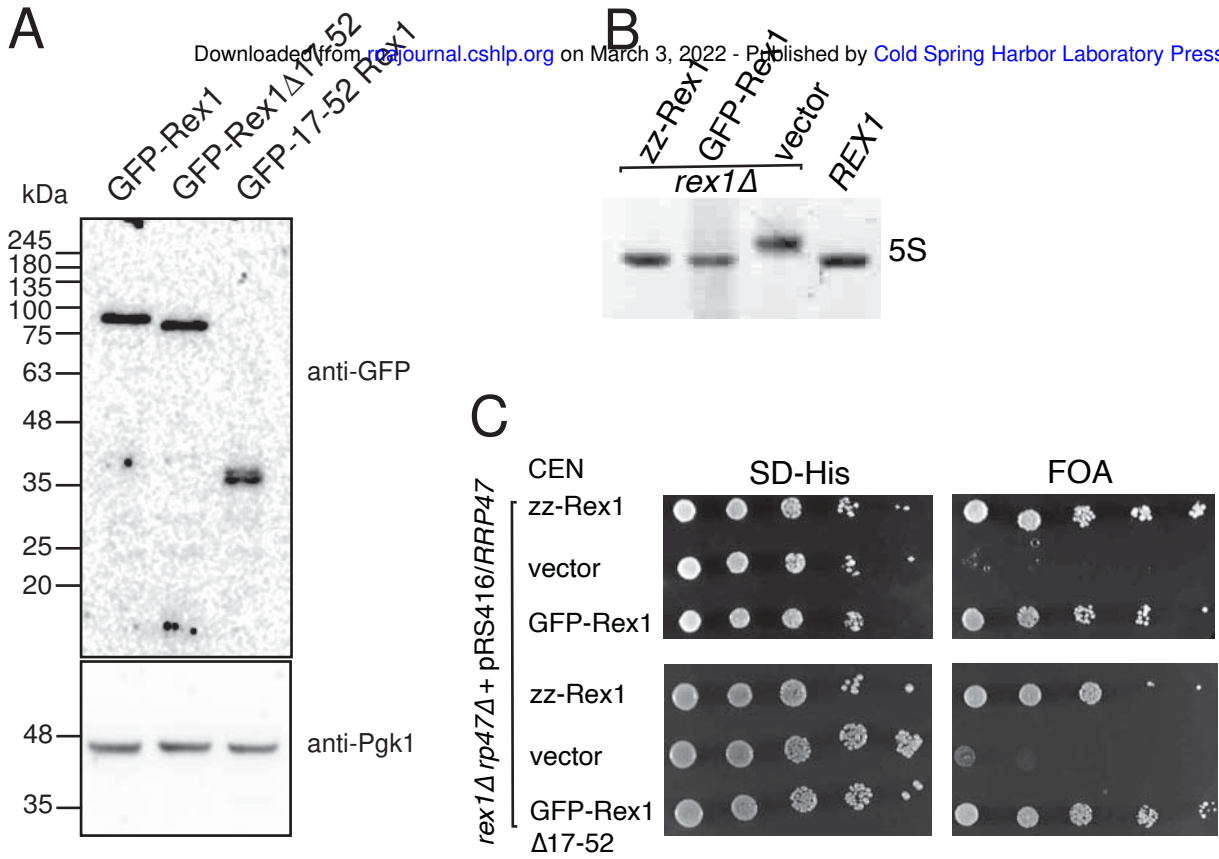 A
B
Downloaded from rnajournal.cshlp.org on March 3, 2022 - Published by Cold Spring Harbor Laboratory Press
GFP-Rex1
GFP-Rex1Δ17-52
GFP-17-52 Rex1
kDa
245
180
135
100
75
63
48
35
25
20
anti-GFP
48
35
anti-Pgk1
zz-Rex1
GFP-Rex1
vector
REX1
rex1Δ
5S
C
CEN
SD-His
FOA
rex1Δ rp47Δ + pRS416/RRP47
zz-Rex1
vector
GFP-Rex1
zz-Rex1
vector
GFP-Rex1
Δ17-52